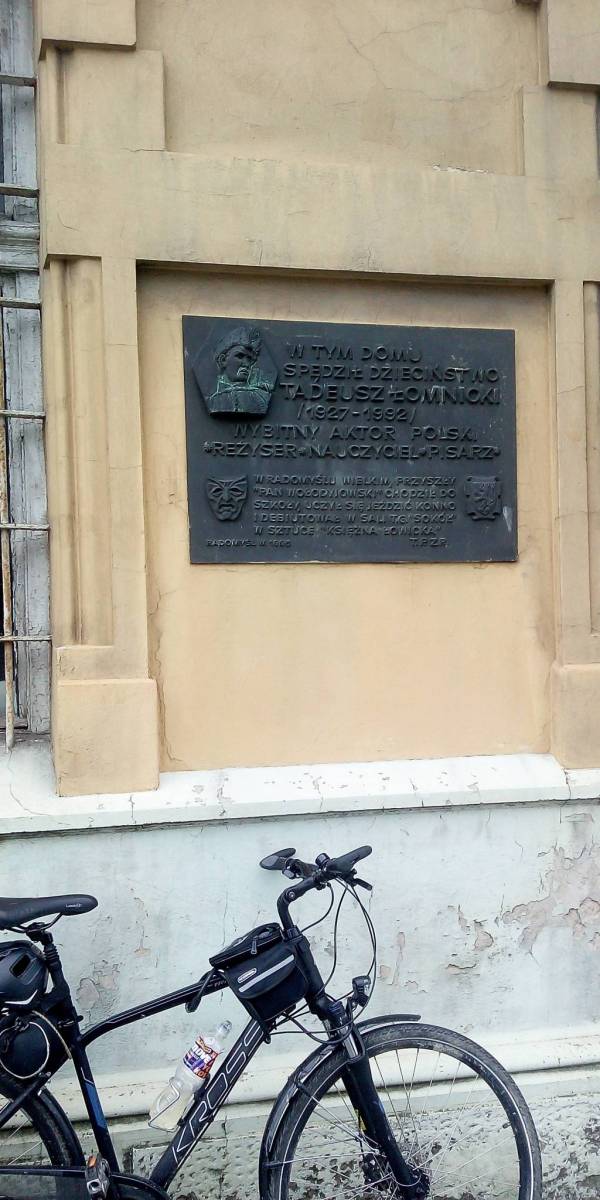 W TYM DOMU
SPĘDZIŁ DZIECIŃSTWO
TADEUSZ ŁOMNICKI
/1927-1992/
WYBITNY AKTOR POLSKI
*REŻYSER*NAUCZYCIEL*PISARZ*
W RADOMYŚLU WIELKIM, PRZYSZŁY
"PAN WOŁODYJOWSKI" CHODZIŁ DO
SZKOŁY, UCZYŁ SIĘ JEŹDZIĆ KONNO
I DEBIUTOWAŁ W SALI TG/SOKÓŁ
W SZTUCE "KSIĘŻNA ŁOWICKA"
RADOMYŚL W.
T.P.Z.R.
KROSS